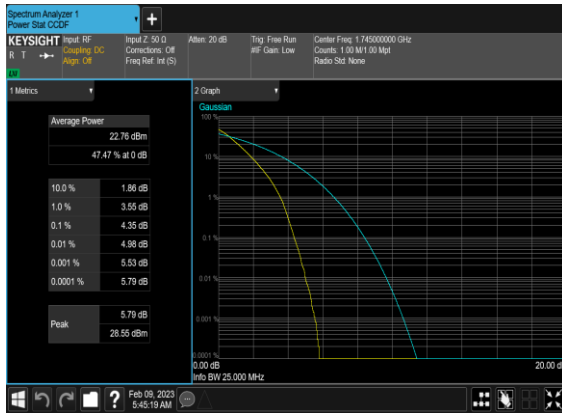 Spectrum Analyzer 1
Power Stat CCDF
KEYSIGHT
R T
Input: RF
Coupling: DC
Align: Off
Input Z: 50 Ω
Corrections: Off
Freq Ref: Int (S)
Atten: 20 dB
Trig: Free Run
#IF Gain: Low
Center Freq: 1.745000000 GHz
Counts: 1.00 M/1.00 Mpt
Radio Std: None
1 Metrics
Average Power
22.76 dBm
47.47 % at 0 dB
10.0 % 1.86 dB
1.0 % 3.55 dB
0.1 % 4.35 dB
0.01 % 4.98 dB
0.001 % 5.53 dB
0.0001 % 5.79 dB
Peak 5.79 dB
28.55 dBm
2 Graph
Gaussian
100 %
10 %
1 %
0.1 %
0.01 %
0.001 %
0.0001 %
0.00 dB
20.00 d
Info BW 25.000 MHz
?
Feb 09, 2023
5:45:19 AM